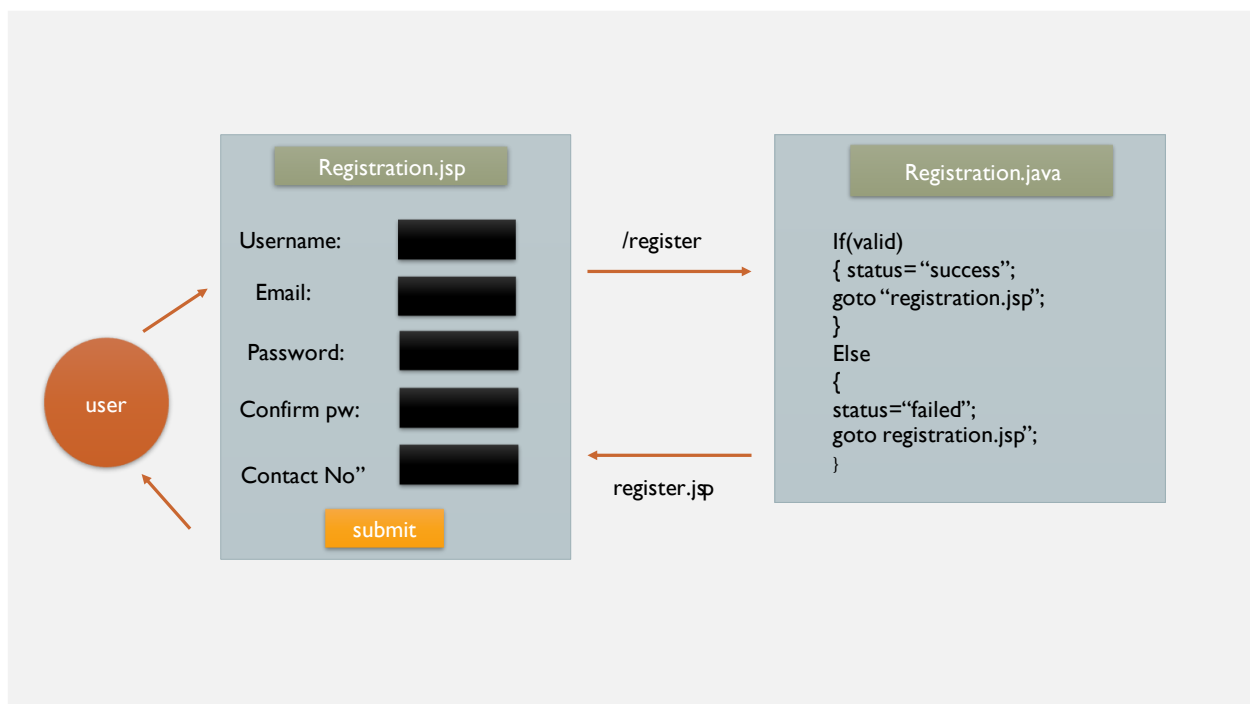 Registration.jsp
Username:
Email:
Password:
Confirm pw:
Contact No”
submit
user
/register
register.jsp
Registration.java
If(valid)
{ status= “success”;
goto “registration.jsp”;
}
Else
{
status=“failed”;
goto registration.jsp”;
}